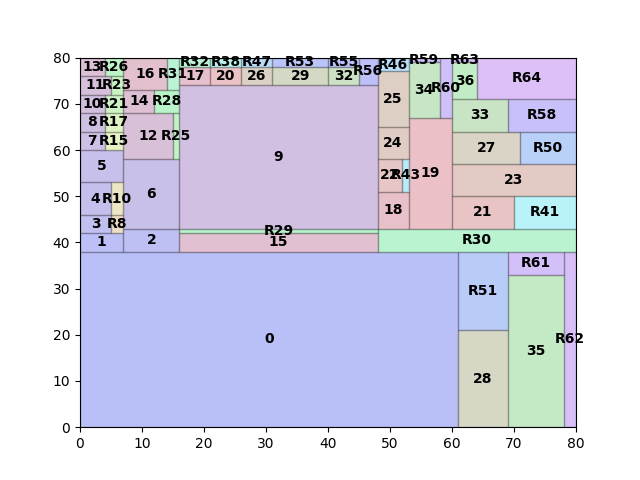 80 13 R26 16 R31 R32 R38 R47 R53 R55 R56 R46 R59 R63
17 20 26 29 32 34 R60 36 R64
11 R23
70 10 R21 14 R28 25 33 R58
8 R17
7 R15 12 R25 24 27 R50
60
5 9 22 R43 19 23
50 4 R10 6 18 21 R41
3 R8 R29
40 1 2 15 R30
R61
30 R51
20 0 R62
35
10 28
0
0 10 20 30 40 50 60 70 80